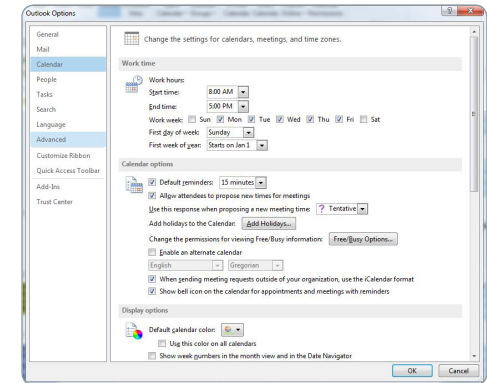 Outlook Options
General
Mail
Calendar
People
Tasks
Search
Language
Advanced
Customize Ribbon
Quick Access Toolbar
Add-Ins
Trust Center
Change the settings for calendars, meetings, and time zones.
Work time
Work hours:
Start time: 8:00 AM
End time: 5:00 PM
Work week: Sun Mon Tue Wed Thu Fri Sat
First day of week: Sunday
First week of year: Starts on Jan 1
Calendar options
Default reminders: 15 minutes
Allow attendees to propose new times for meetings
Use this response when proposing a new meeting time: ? Tentative
Add holidays to the Calendar: Add Holidays...
Change the permissions for viewing Free/Busy information: Free/Busy Options...
Enable an alternate calendar
English Gregorian
When sending meeting requests outside of your organization, use the iCalendar format
Show bell icon on the calendar for appointments and meetings with reminders
Display options
Default calendar color:
Use this color on all calendars
Show week numbers in the month view and in the Date Navigator
OK Cancel